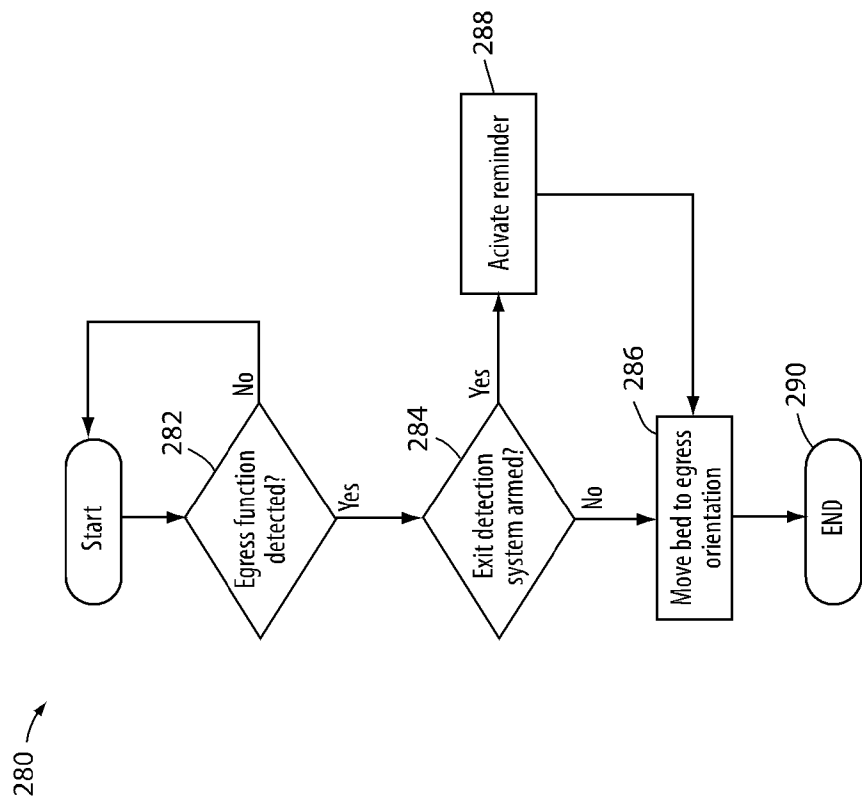 280
Start
282
Egress function
detected?
No
Yes
284
Exit detection
system armed?
Yes
No
288
Acivate reminder
286
Move bed to egress
orientation
290
END